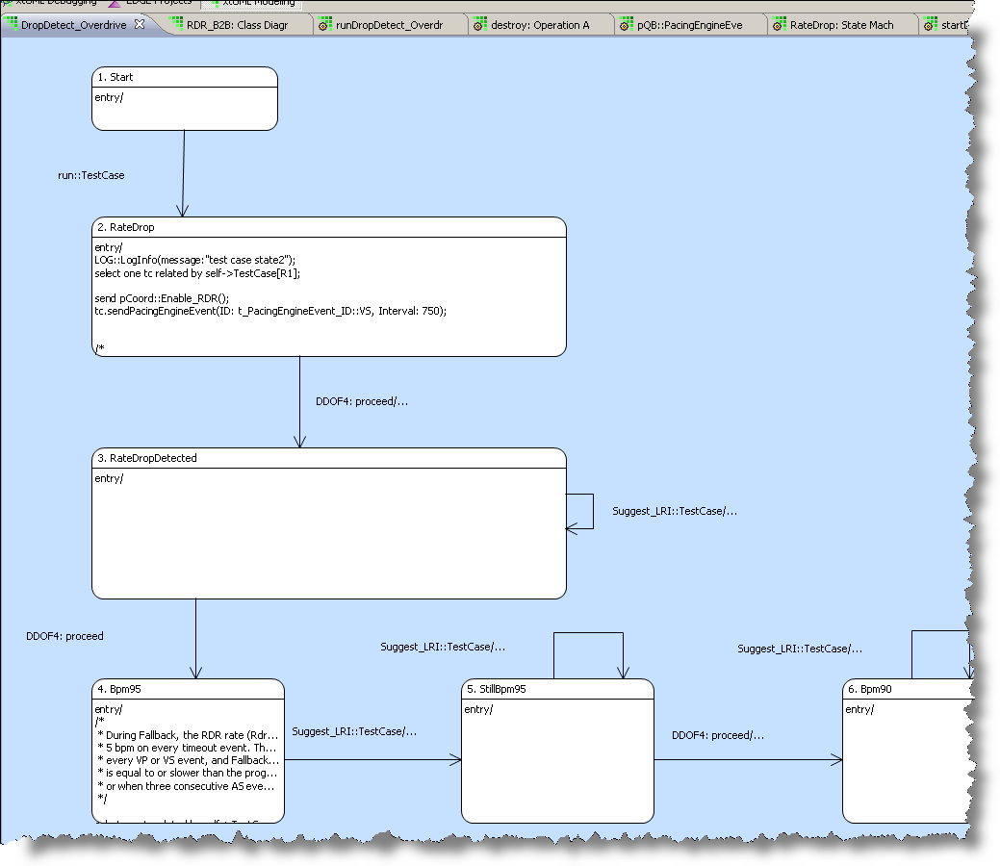 xtUML Debugging EDGE Projects xtUML Modeling
DropDetect_Overdrive RDR_B2B: Class Diagr runDropDetect_Overdr destroy: Operation A pQB::PacingEngineEve RateDrop: State Mach
1. Start
entry/
run::TestCase
2. RateDrop
entry/
LOG::LogInfo(message:"test case state2");
select one tc related by self->TestCase[R1];
send pCoord::Enable_RDR();
tc.sendPacingEngineEvent(ID: t_PacingEngineEvent_ID::VS, Interval: 750);
/*
DDOF4: proceed/...
3. RateDropDetected
entry/
Suggest_LRI::TestCase/...
DDOF4: proceed
Suggest_LRI::TestCase/...
Suggest_LRI::TestCase/...
4. Bpm95
entry/
/*
* During Fallback, the RDR rate (Rdr...
* 5 bpm on every timeout event. Th...
* every VP or VS event, and Fallback...
* is equal to or slower than the prog...
* or when three consecutive AS eve...
*/
Suggest_LRI::TestCase/...
5. StillBpm95
entry/
DDOF4: proceed/...
6. Bpm90
entry/